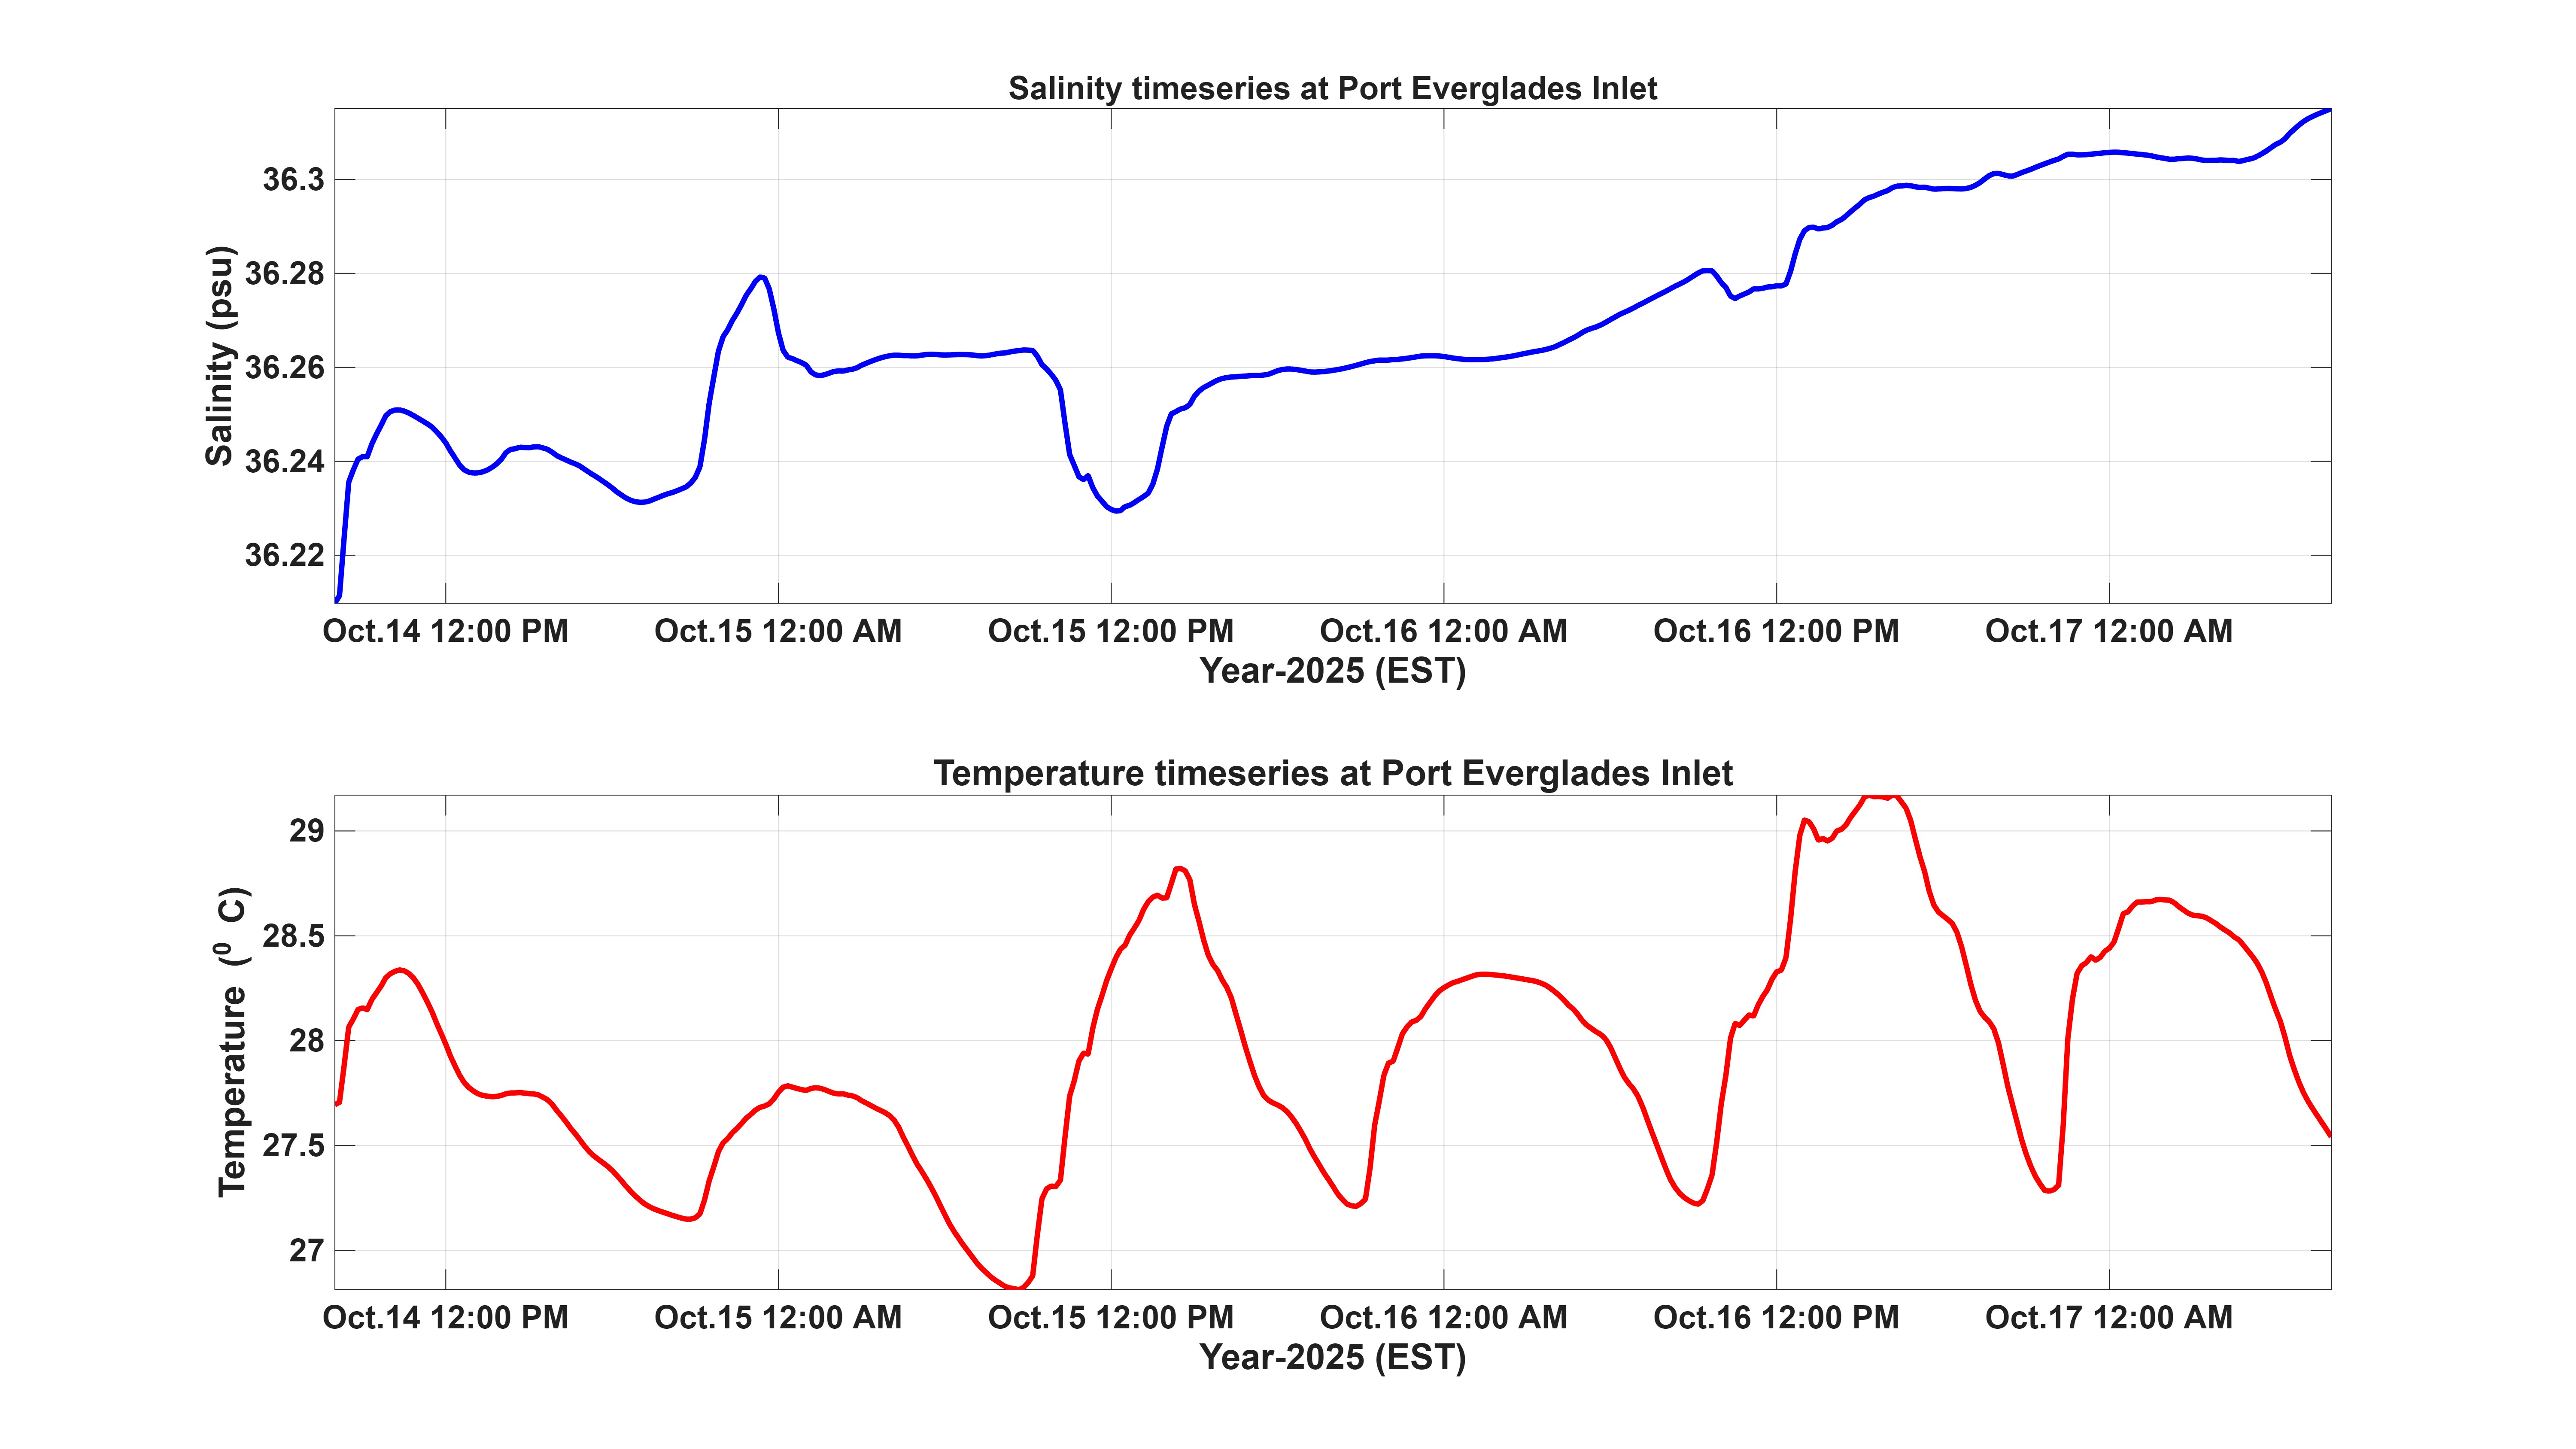 Salinity timeseries at Port Everglades Inlet
Salinity (psu)
36.3
36.28
36.26
36.24
36.22
Oct.14 12:00 PM Oct.15 12:00 AM Oct.15 12:00 PM Oct.16 12:00 AM Oct.16 12:00 PM Oct.17 12:00 AM
Year-2025 (EST)
Temperature timeseries at Port Everglades Inlet
Temperature (⁰ C)
29
28.5
28
27.5
27
Oct.14 12:00 PM Oct.15 12:00 AM Oct.15 12:00 PM Oct.16 12:00 AM Oct.16 12:00 PM Oct.17 12:00 AM
Year-2025 (EST)